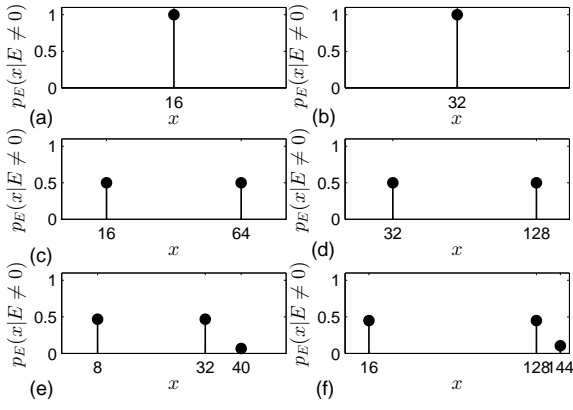 p_E(x|E ≠ 0)
1
0.5
0
16
(a)
x
p_E(x|E ≠ 0)
1
0.5
0
32
(b)
x
p_E(x|E ≠ 0)
1
0.5
0
16 64
(c)
x
p_E(x|E ≠ 0)
1
0.5
0
32 128
(d)
x
p_E(x|E ≠ 0)
1
0.5
0
8 32 40
(e)
x
p_E(x|E ≠ 0)
1
0.5
0
16 128 144
(f)
x